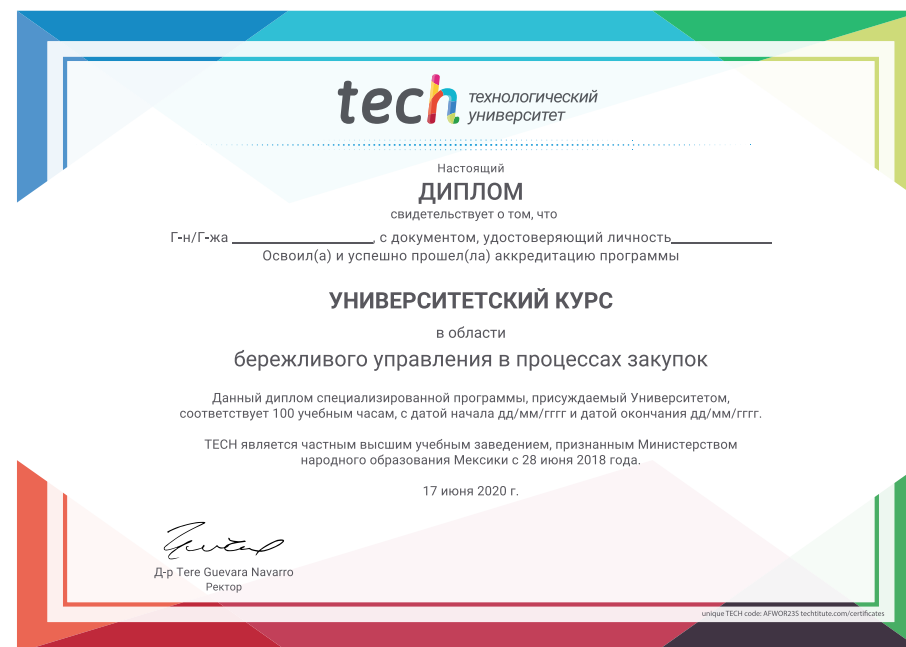 tech технологический
университет
Настоящий
ДИПЛОМ
свидетельствует о том, что
Г-н/Г-жа ____________________, с документом, удостоверяющий личность______________
Освоил(а) и успешно прошел(ла) аккредитацию программы
УНИВЕРСИТЕТСКИЙ КУРС
в области
бережливого управления в процессах закупок
Данный диплом специализированной программы, присуждаемый Университетом,
соответствует 100 учебным часам, с датой начала дд/мм/гггг и датой окончания дд/мм/гггг.
TECH является частным высшим учебным заведением, признанным Министерством
народного образования Мексики с 28 июня 2018 года.
17 июня 2020 г.
Д-р Tere Guevara Navarro
Ректор
unique TECH code: AFWOR23S techtitute.com/certificates